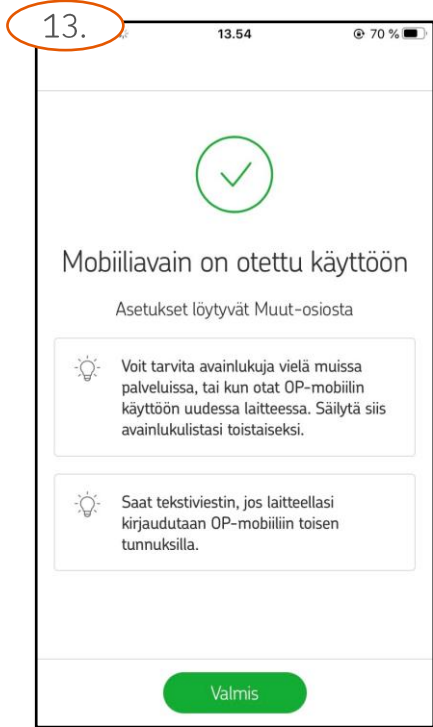 13.
13.54
70 %
Mobiiliavain on otettu käyttöön
Asetukset löytyvät Muut-osiosta
Voit tarvita avainlukuja vielä muissa
palveluissa, tai kun otat OP-mobiilin
käyttöön uudessa laitteessa. Säilytä siis
avainlukulistasi toistaiseksi.
Saat tekstiviestin, jos laitteellasi
kirjaudutaan OP-mobiiliin toisen
tunnuksilla.
Valmis